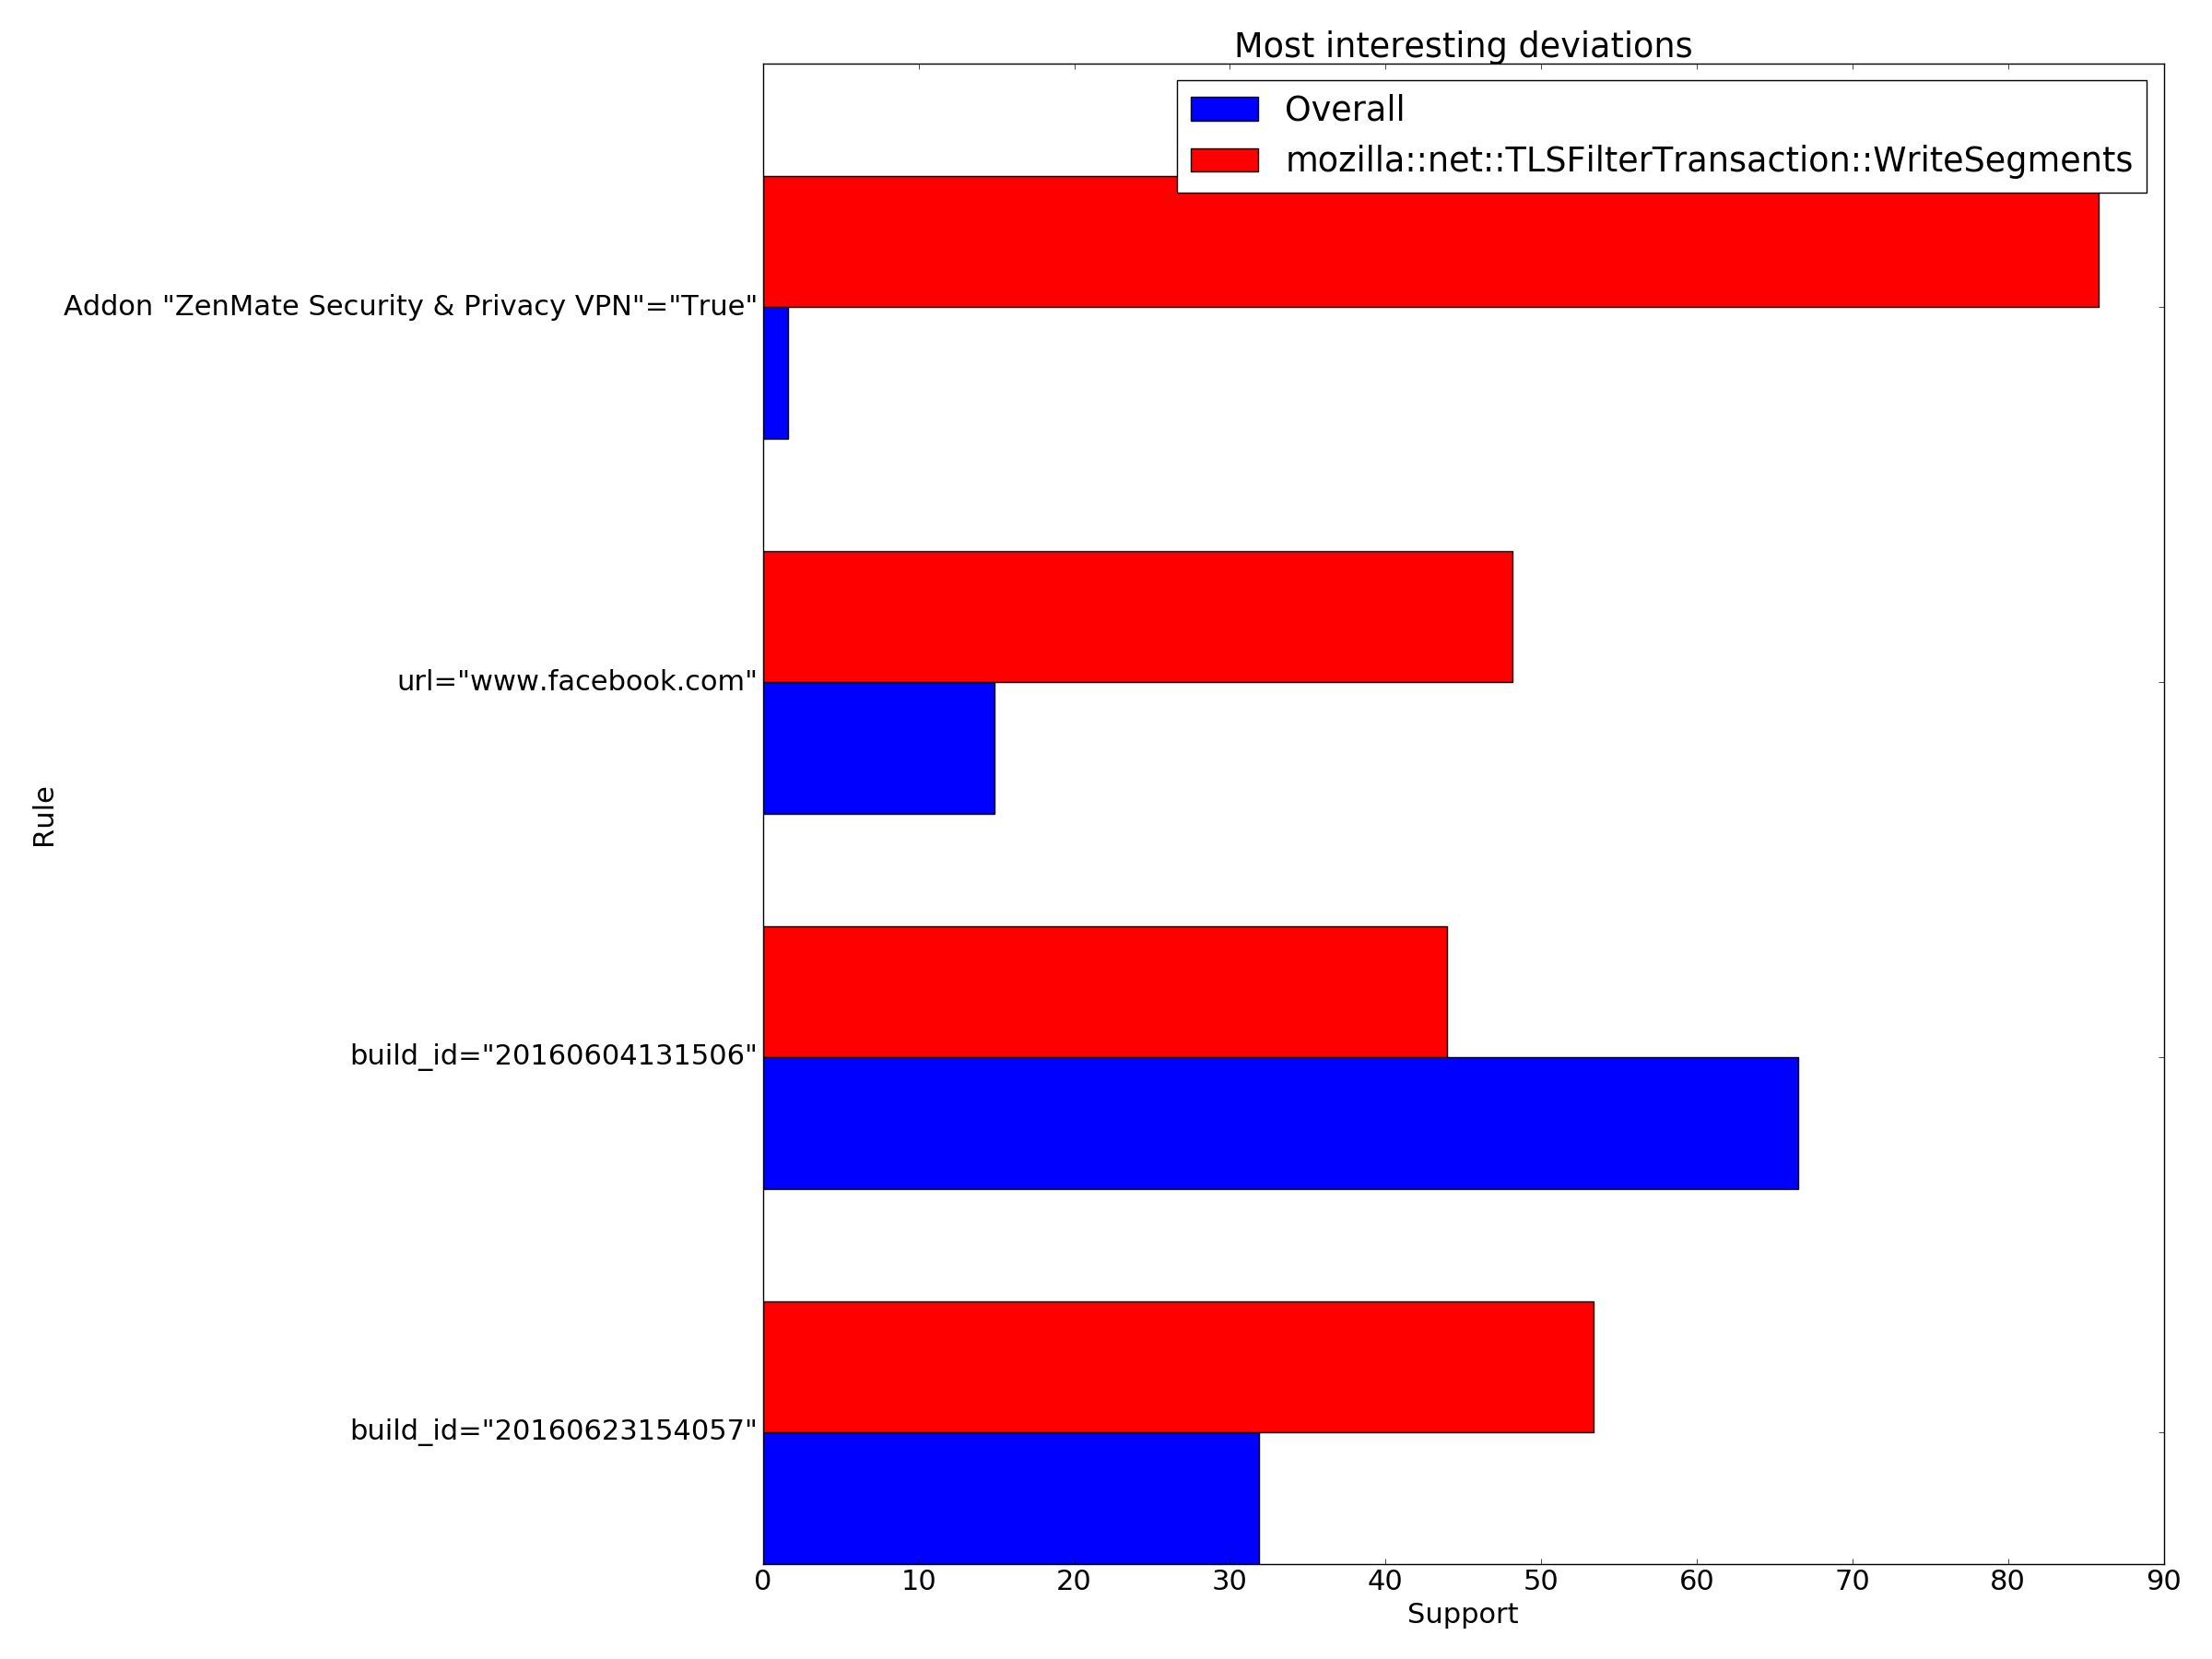 Most interesting deviations
Overall
mozilla::net::TLSFilterTransaction::WriteSegments
Addon "ZenMate Security & Privacy VPN"="True"
url="www.facebook.com"
Rule
build_id="20160604131506"
build_id="20160623154057"
0 10 20 30 40 50 60 70 80 90
Support